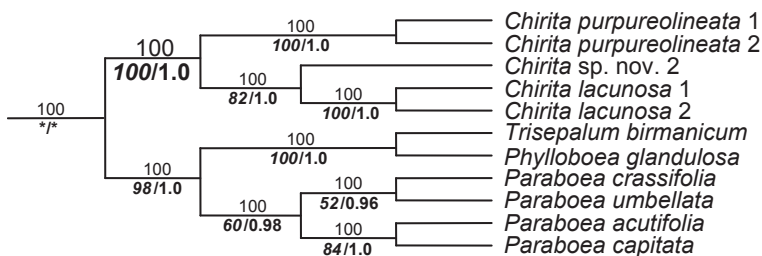 Chirita purpureolineata 1
100
100/1.0
Chirita purpureolineata 2
100
100/1.0
Chirita sp. nov. 2
100
82/1.0
Chirita lacunosa 1
100
100/1.0
Chirita lacunosa 2
100
*/*
Trisepalum birmanicum
100
100/1.0
Phylloboea glandulosa
100
98/1.0
Paraboea crassifolia
100
52/0.96
Paraboea umbellata
100
60/0.98
Paraboea acutifolia
100
84/1.0
Paraboea capitata